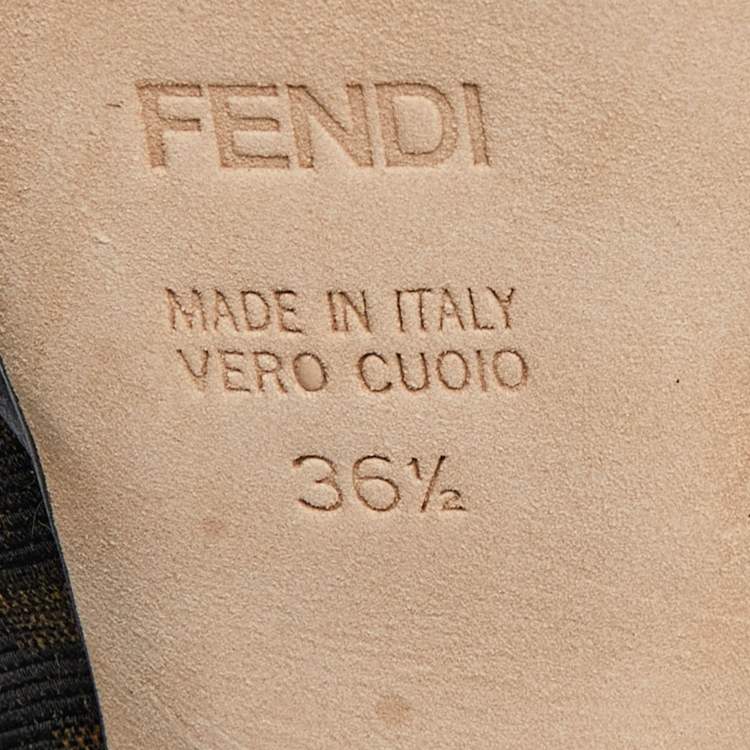 FENDI
MADE IN ITALY
VERO CUOIO
36½